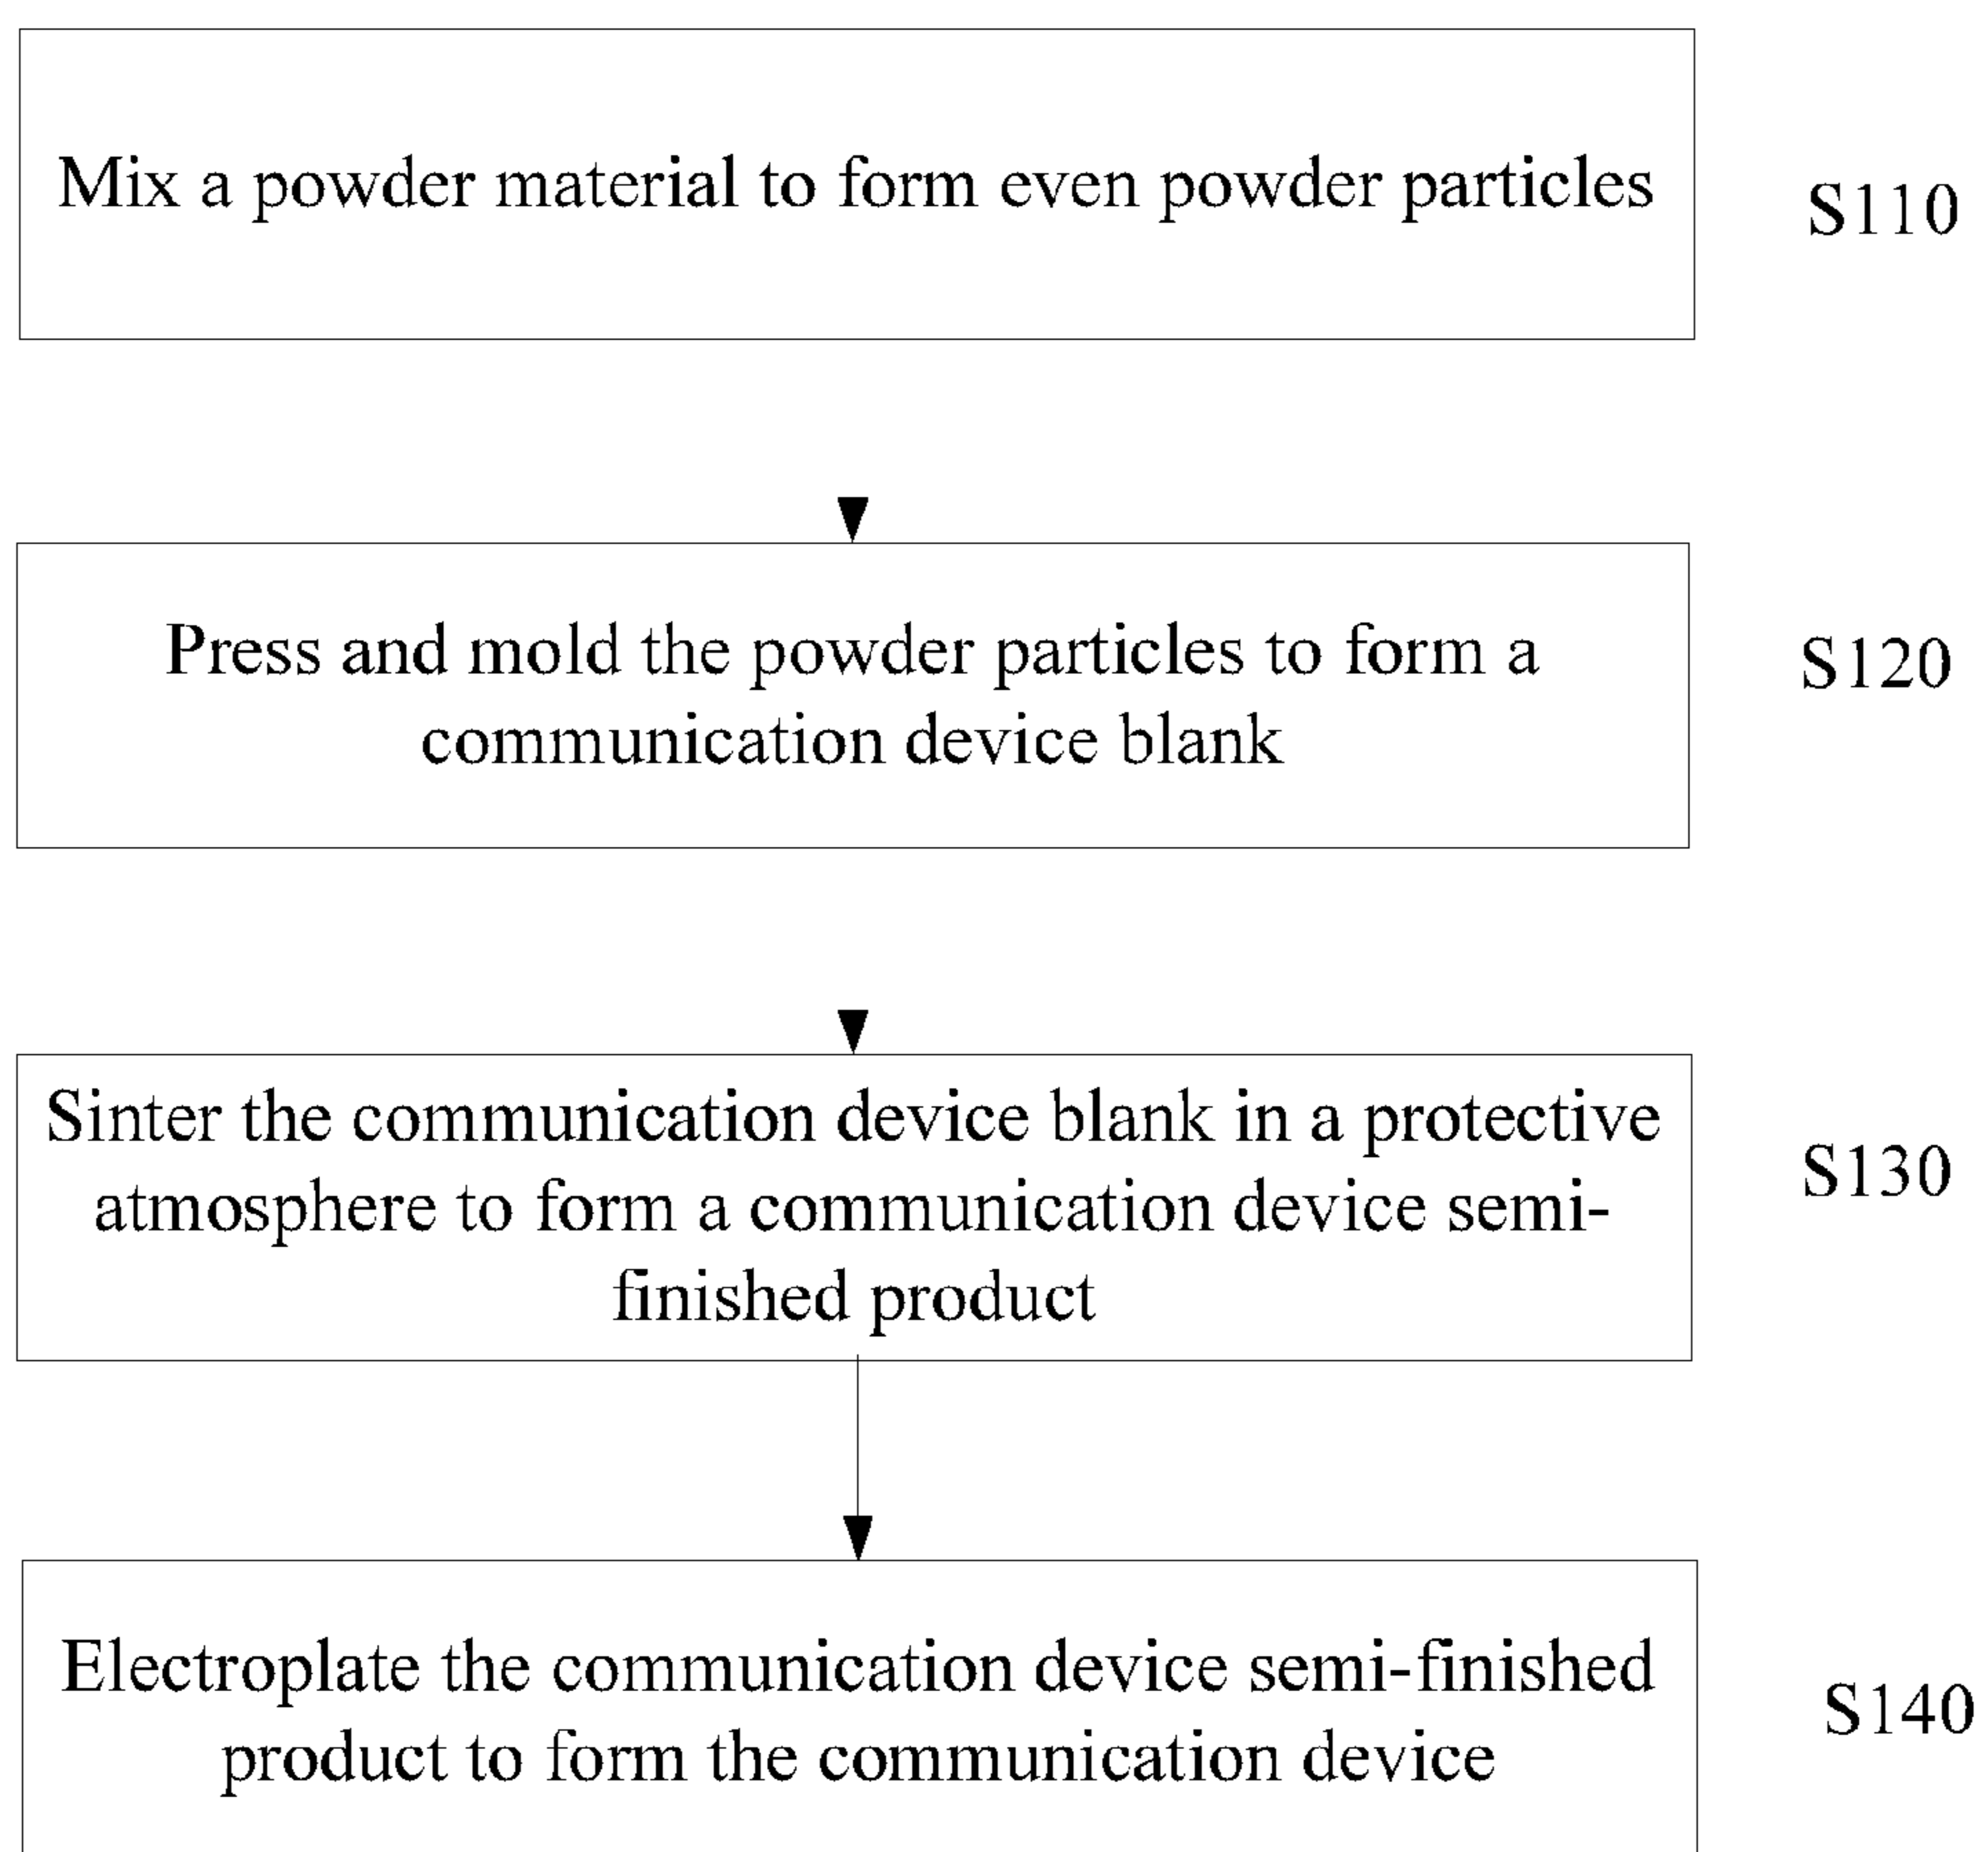 Mix a powder material to form even powder particles
S110
Press and mold the powder particles to form a
communication device blank
S120
Sinter the communication device blank in a protective
atmosphere to form a communication device semi-
finished product
S130
Electroplate the communication device semi-finished
product to form the communication device
S140